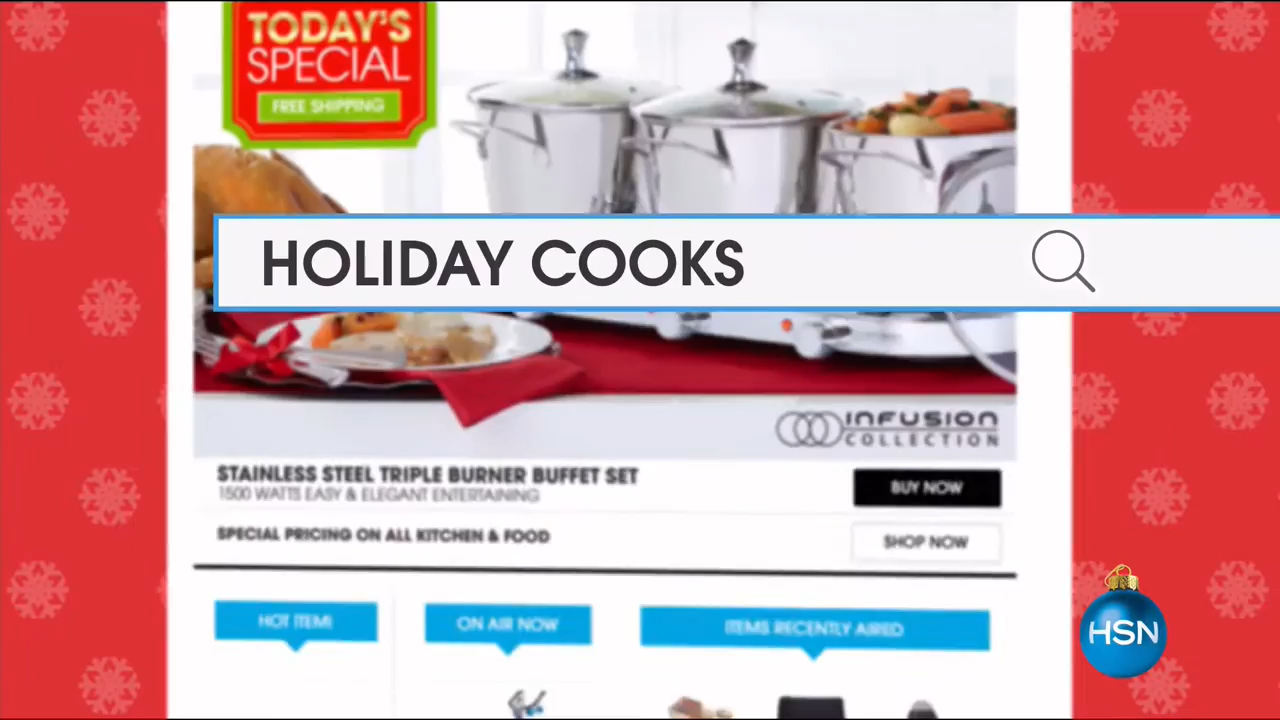 TODAY'S
SPECIAL
FREE SHIPPING
HOLIDAY COOKS
INFUSION
COLLECTION
STAINLESS STEEL TRIPLE BURNER BUFFET SET
1500 WATTS EASY & ELEGANT ENTERTAINING
BUY NOW
SPECIAL PRICING ON ALL KITCHEN & FOOD
SHOP NOW
HOT ITEM!
ON AIR NOW
ITEMS RECENTLY AIRED
HSN